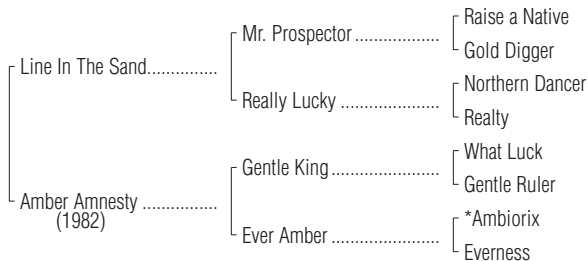 Raise a Native
Mr. Prospector ..................
Gold Digger
Line In The Sand...............
Northern Dancer
Really Lucky .....................
Realty
What Luck
Gentle King.......................
Gentle Ruler
Amber Amnesty ................
(1982)
*Ambiorix
Ever Amber .......................
Everness